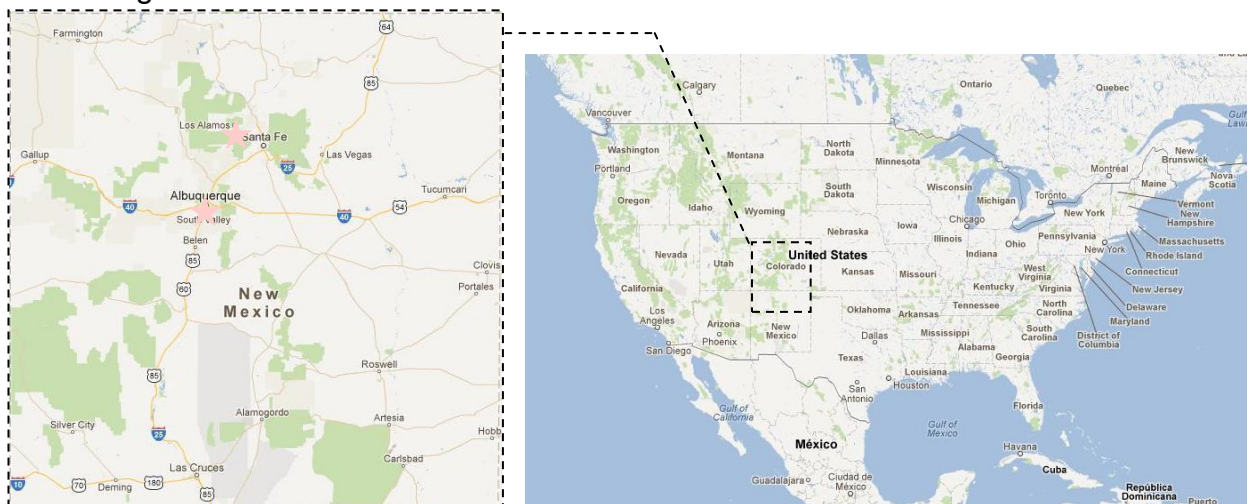 Farmington
64
85
Los Alamos
Santa Fe
Las Vegas
25
Gallup
Albuquerque
Tucumcari
40
South Valley
40
54
Belen
85
Clovis
60
Portales
New
Mexico
85
Roswell
Alamogordo
Artesia
Silver City
25
Hobb
Carlsbad
Las Cruces
10
70
Deming
180
85
Calgary
Ontario
Quebec
Vancouver
Gulf
Law
Washington
Montana
North
Dakota
Minnesota
Montréal
New
Brunswick
Portland
Maine
Nova
Scotia
Oregon
Idaho
South
Dakota
Wisconsin
Michigan
Toronto
Vermont
New
Hampshire
Wyoming
New York
Chicago
Nebraska
Iowa
Illinois
Ohio
Pennsylvania
New York
Massachusetts
Rhode Island
Connecticut
Nevada
Utah
Colorado
United States
Kansas
Missouri
Indiana
West
Virginia
Virginia
New Jersey
Delaware
Maryland
California
Kentucky
Los
Angeles
Arizona
Phoenix
New
Mexico
Oklahoma
Arkansas
Tennessee
North
Carolina
District of
Columbia
San Diego
Dallas
Mississippi
Alabama
South
Carolina
Georgia
Texas
Louisiana
San
Antonio
Houston
Florida
Gulf of
California
Gulf of
Mexico
México
Havana
Cuba
Guadalajara
Ciudad de
México
República
Dominicana
Puerto